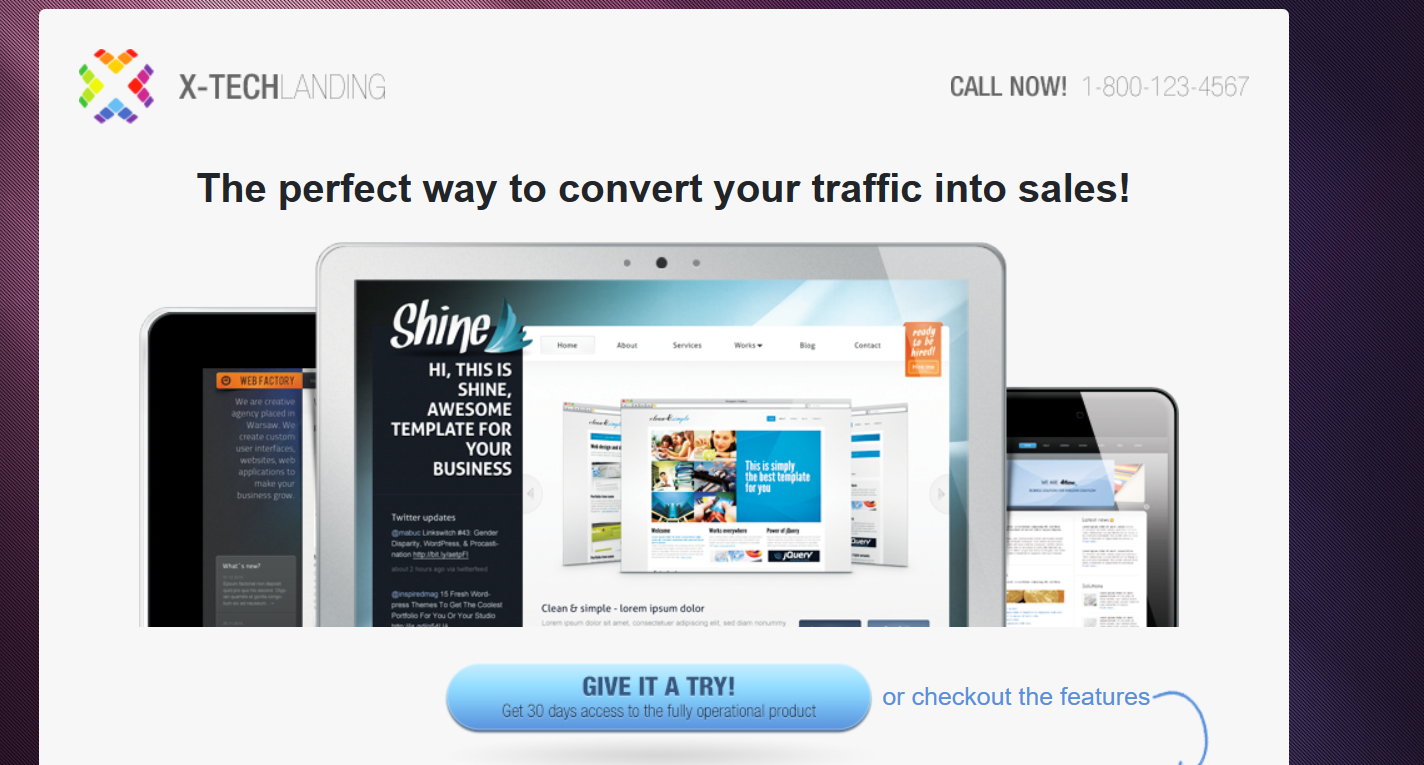 X-TECHLANDING
CALL NOW! 1-800-123-4567
The perfect way to convert your traffic into sales!
WEB FACTORY
We are creative
agency placed in
Warsaw. We
create custom
user interfaces,
websites, web
applications to
make your
business grow.
What's new?
Shine
HI, THIS IS
SHINE,
AWESOME
TEMPLATE FOR
YOUR
BUSINESS
Twitter updates
@mabuc Linkswitch #43: Gender
Disparity, WordPress, & Procasti-
nation http://bit.ly/aetpFl
about 2 hours ago via twitterfeed
@inspiredmag 15 Fresh Word-
press Themes To Get The Coolest
Portfolio For You Or Your Studio
Home About Services Works Blog Contact
ready
to be
hired!
clean & simple
This is simply
the best template
for you
Welcome Works everywhere Power of jQuery
jQuery
Clean & simple - lorem ipsum dolor
Lorem ipsum dolor sit amet, consectetuer adipiscing elit, sed diam nonummy
Latest news
Solutions
GIVE IT A TRY!
Get 30 days access to the fully operational product
or checkout the features